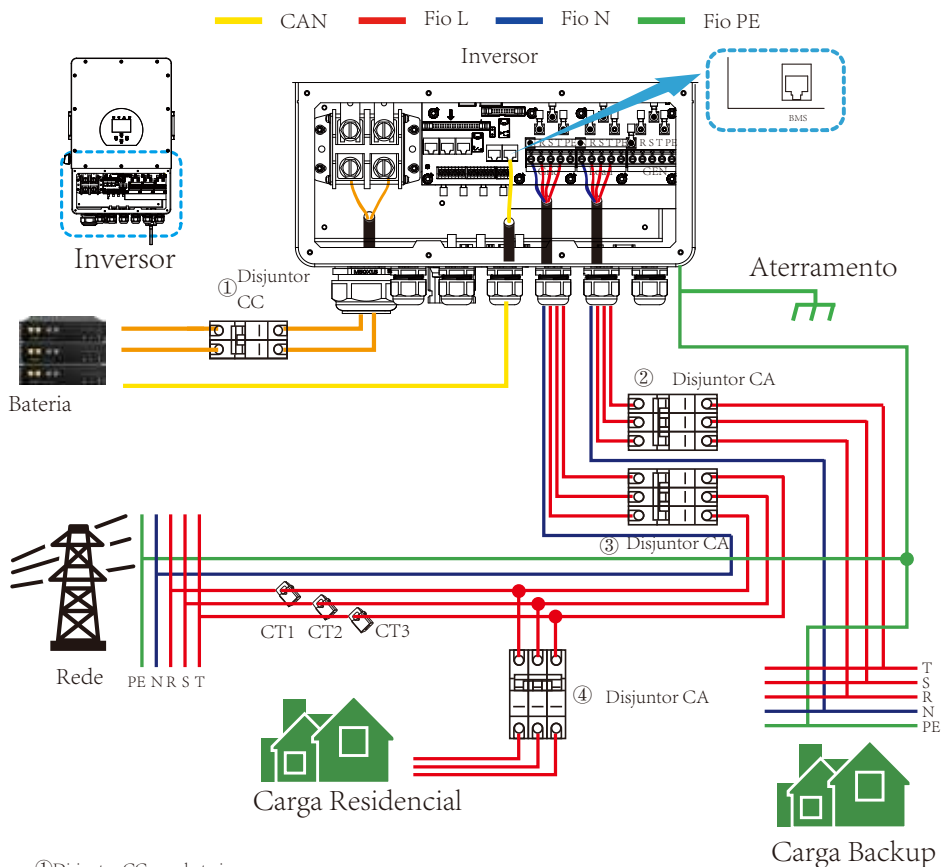 CAN Fio L Fio N Fio PE
Inversor
BMS
R S T PE R S T PE R S T PE
GEN
Inversor
① Disjuntor CC
Aterramento
Bateria
② Disjuntor CA
③ Disjuntor CA
CT1 CT2 CT3
Rede
PE N R S T
④ Disjuntor CA
T
S
R
N
PE
Carga Residencial
Carga Backup